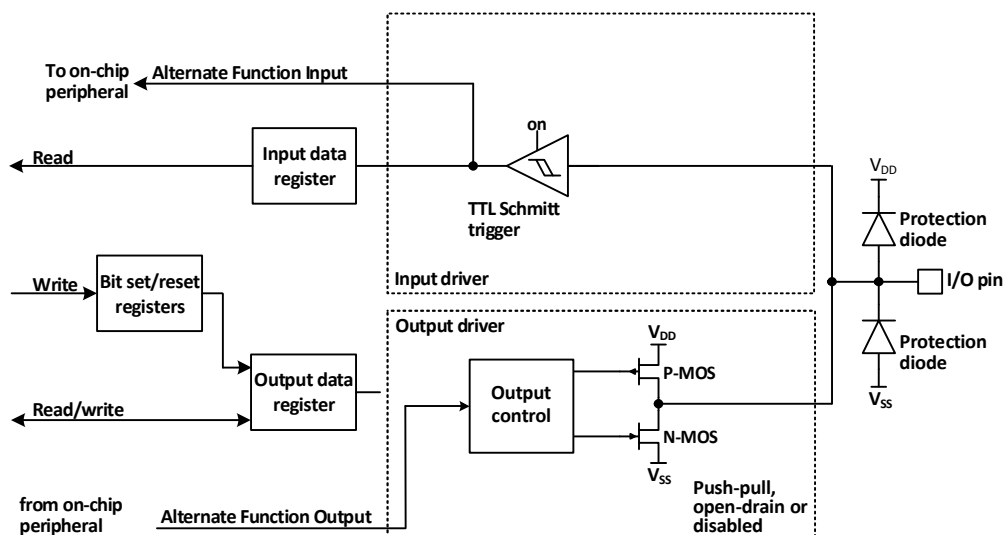 To on-chip
peripheral
Alternate Function Input
on
Read
Input data
register
TTL Schmitt
trigger
VDD
Protection
diode
Write
Bit set/reset
registers
Input driver
I/O pin
Output driver
VDD
Protection
diode
P-MOS
Output data
register
Output
control
VSS
Read/write
N-MOS
VSS
Push-pull,
open-drain or
disabled
from on-chip
peripheral
Alternate Function Output